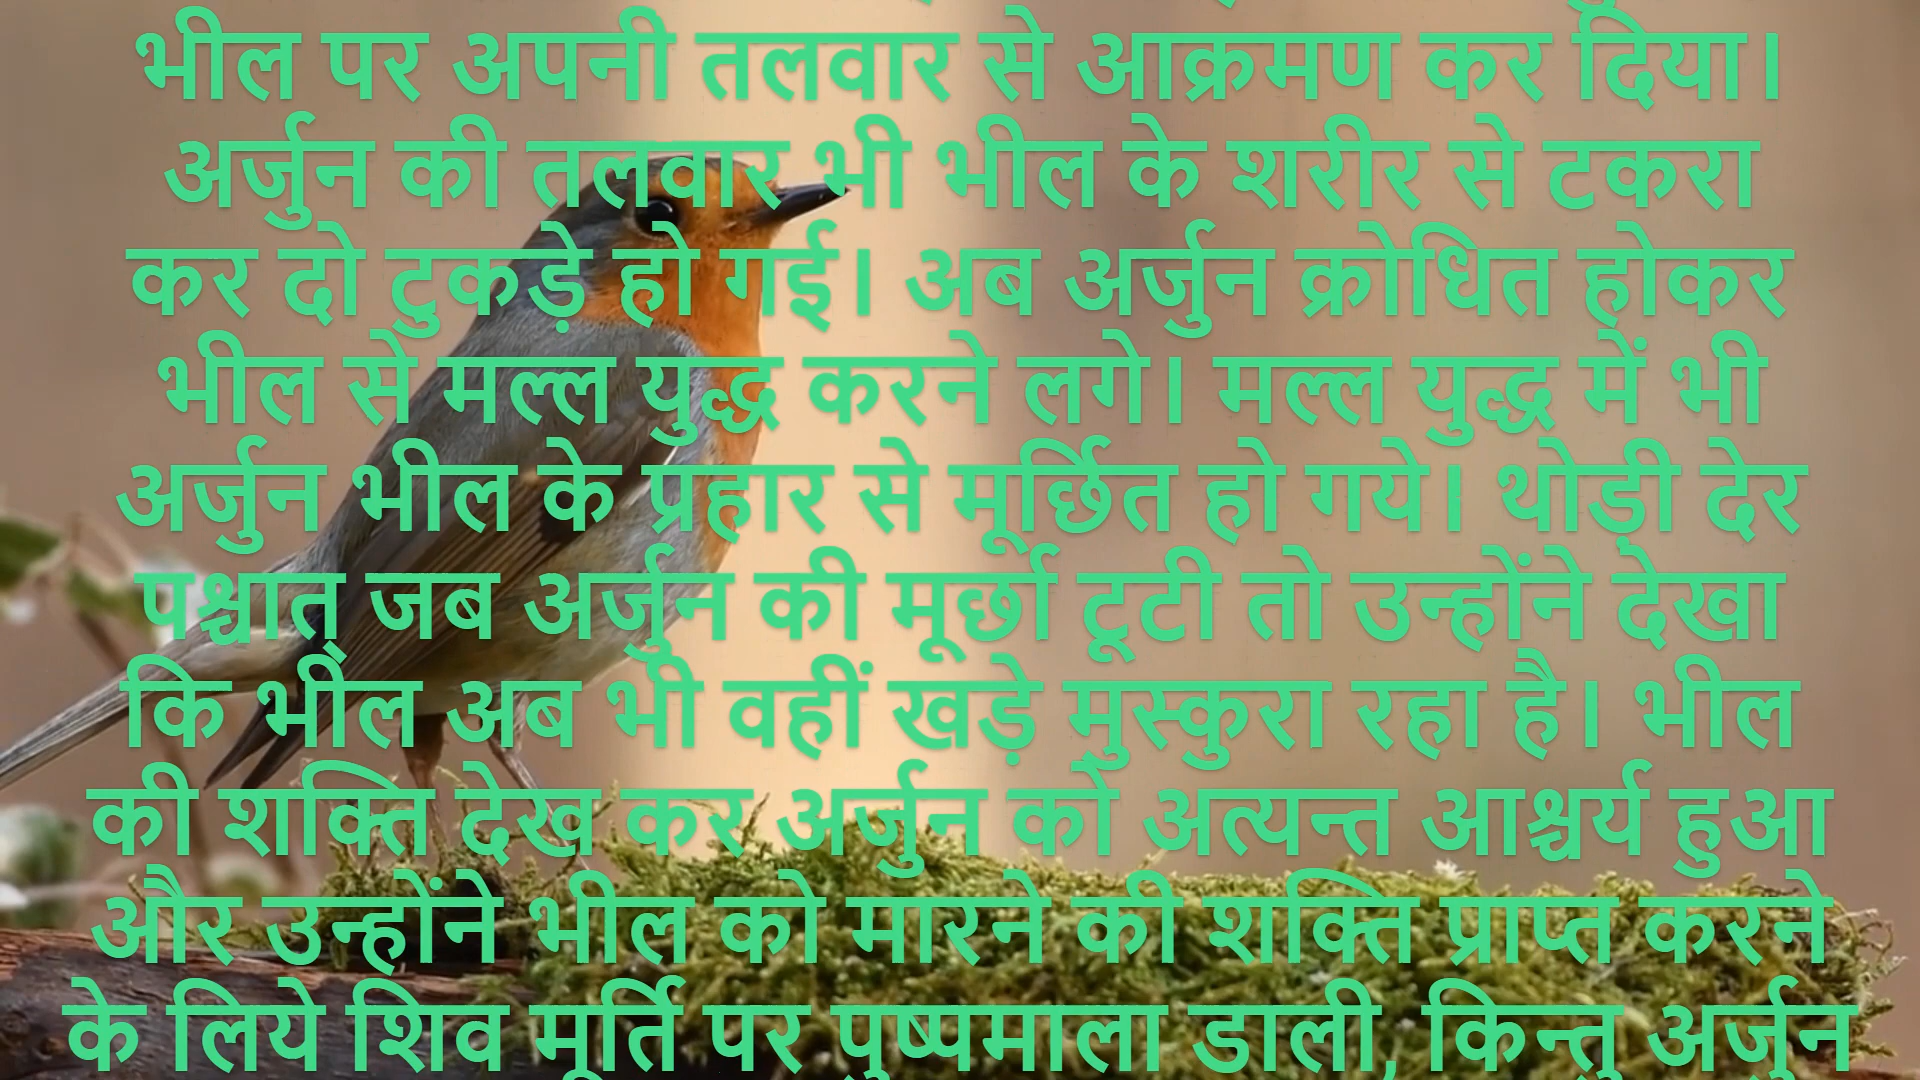 भील पर अपनी तलवार से आक्रमण कर दिया।
अर्जुन की तलवार भी भील के शरीर से टकरा
कर दो टुकड़े हो गई। अब अर्जुन क्रोधित होकर
भील से मल्ल युद्ध करने लगे। मल्ल युद्ध में भी
अर्जुन भील के प्रहार से मूर्छित हो गये। थोड़ी देर
पश्चात् जब अर्जुन की मूर्छा टूटी तो उन्होंने देखा
कि भील अब भी वहीं खड़े मुस्कुरा रहा है। भील
की शक्ति देख कर अर्जुन को अत्यन्त आश्चर्य हुआ
और उन्होंने भील को मारने की शक्ति प्राप्त करने
के लिये शिव मूर्ति पर पुष्पमाला डाली, किन्तु अर्जुन